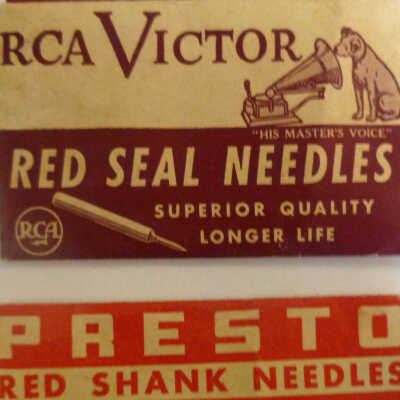 RCA VICTOR
"HIS MASTER'S VOICE"
RED SEAL NEEDLES
SUPERIOR QUALITY
LONGER LIFE
RCA
PRESTO
RED SHANK NEEDLES